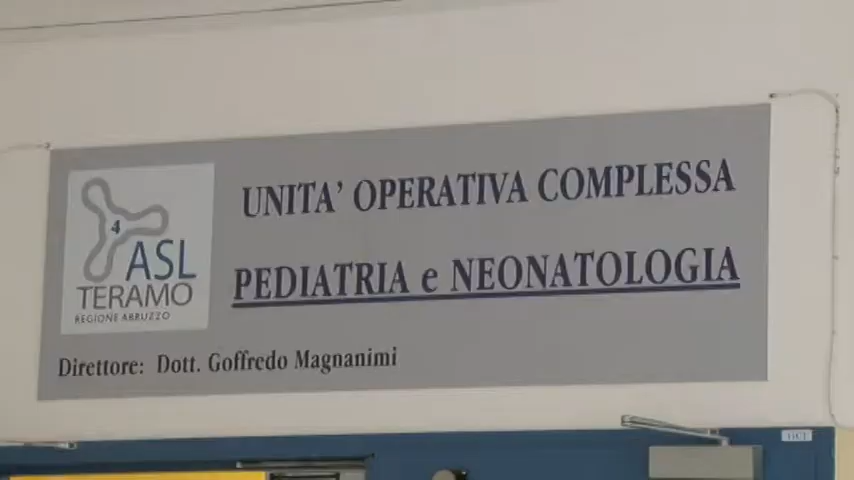 UNITA' OPERATIVA COMPLESSA
PEDIATRIA e NEONATOLOGIA
4
ASL
TERAMO
REGIONE ABRUZZO
Direttore: Dott. Goffredo Magnanimi